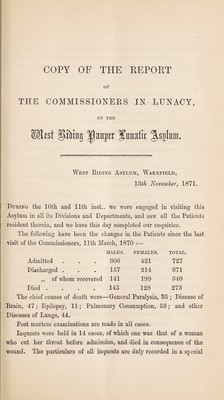 COPY OF THE REPORT
OF
THE COMMISSIONERS IN LUNACY,
ON THE
West Riding Pauper Lunatic Asylum.
West Riding Asylum, Wakefield,
13th November, 1871.
During the 10th and 11th inst., we were engaged in visiting this
Asylum in all its Divisions and Departments, and saw all the Patients
resident therein, and we have this day completed our enquiries.
The following have been the changes in the Patients since the last
visit of the Commissioners, 11th March, 1870 :—
MALES. FEMALES. TOTAL.
Admitted . . . 306 421 727
Discharged . . . 157 214 371
„ of whom recovered 141 199 340
Died . . . . 145 128 273
The chief causes of death were—General Paralysis, 35 ; Disease of
Brain, 47 ; Epilepsy, 11 ; Pulmonary Consumption, 53 ; and other
Diseases of Lungs, 44.
Post mortem examinations are made in all cases.
Inquests were held in 14 cases, of which one was that of a woman
who cut her throat before admission, and died in consequence of the
wound. The particulars of all inquests are duly recorded in a special